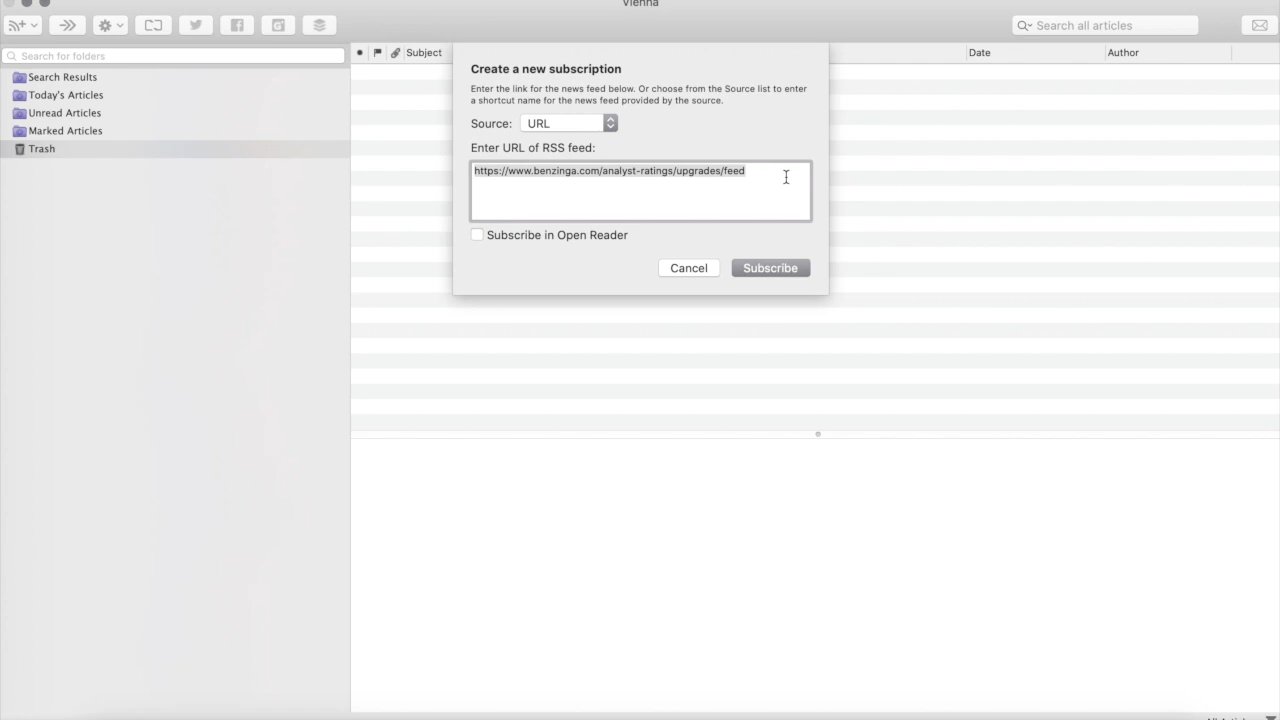 Vienna
Search all articles
Search for folders
Subject
Date
Author
Search Results
Today's Articles
Unread Articles
Marked Articles
Trash
Create a new subscription
Enter the link for the news feed below. Or choose from the Source list to enter
a shortcut name for the news feed provided by the source.
Source:
URL
Enter URL of RSS feed:
https://www.benzinga.com/analyst-ratings/upgrades/feed
Subscribe in Open Reader
Cancel
Subscribe